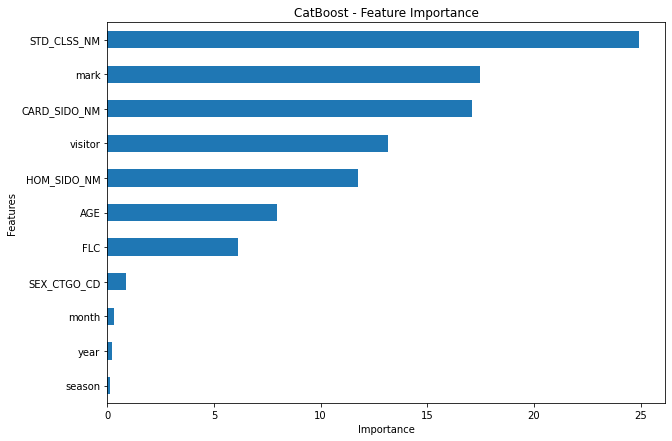 CatBoost - Feature Importance
STD_CLSS_NM
mark
CARD_SIDO_NM
visitor
HOM_SIDO_NM
AGE
FLC
SEX_CTGO_CD
month
year
season
Features
0 5 10 15 20 25
Importance